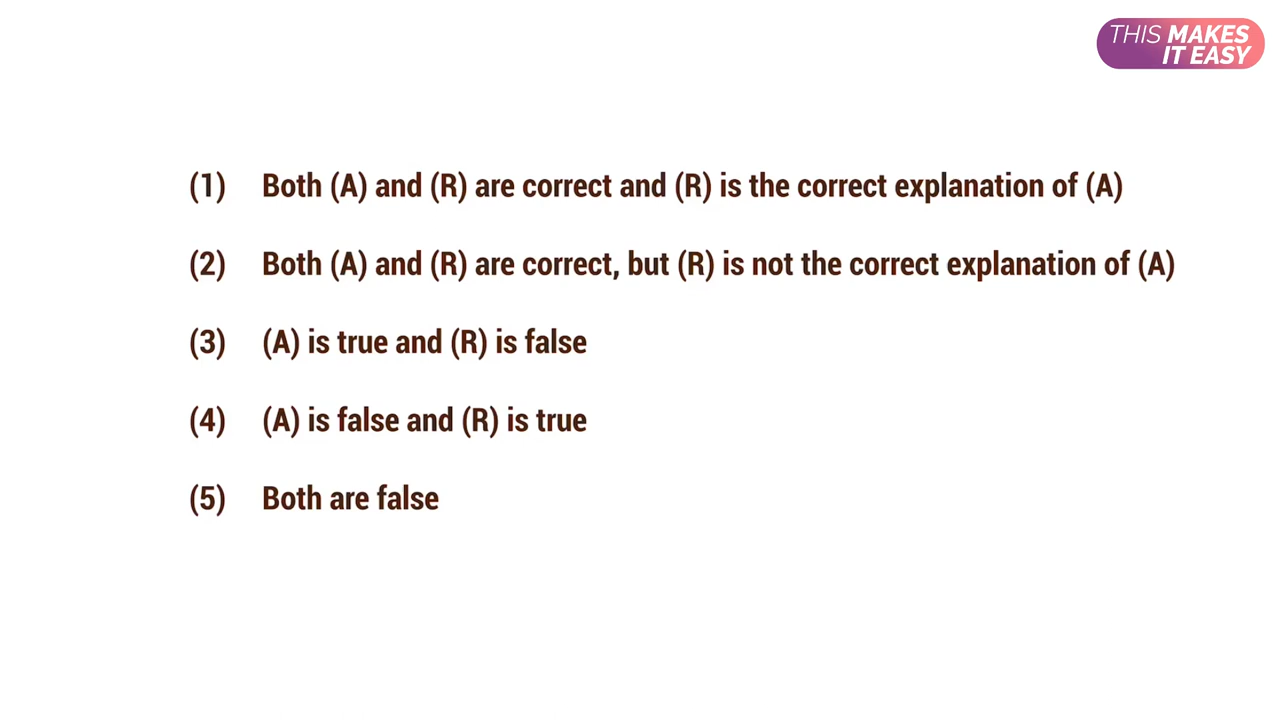 THIS MAKES
IT EASY
(1) Both (A) and (R) are correct and (R) is the correct explanation of (A)
(2) Both (A) and (R) are correct, but (R) is not the correct explanation of (A)
(3) (A) is true and (R) is false
(4) (A) is false and (R) is true
(5) Both are false